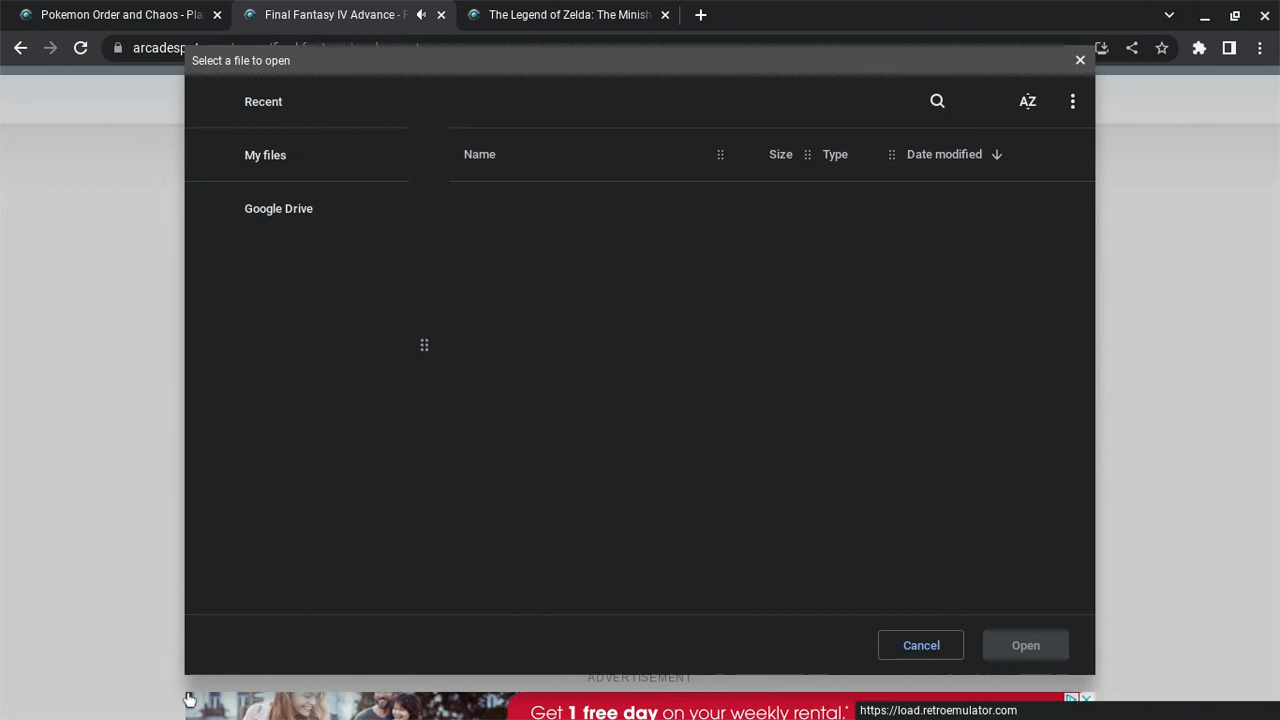 Pokemon Order and Chaos - Pla
Final Fantasy IV Advance - P
The Legend of Zelda: The Minish
Select a file to open
Recent
AZ
My files
Name
Size
Type
Date modified
Google Drive
Cancel
Open
ADVERTISEMENT
Get 1 free day on your weekly rental.*
https://load.retroemulator.com